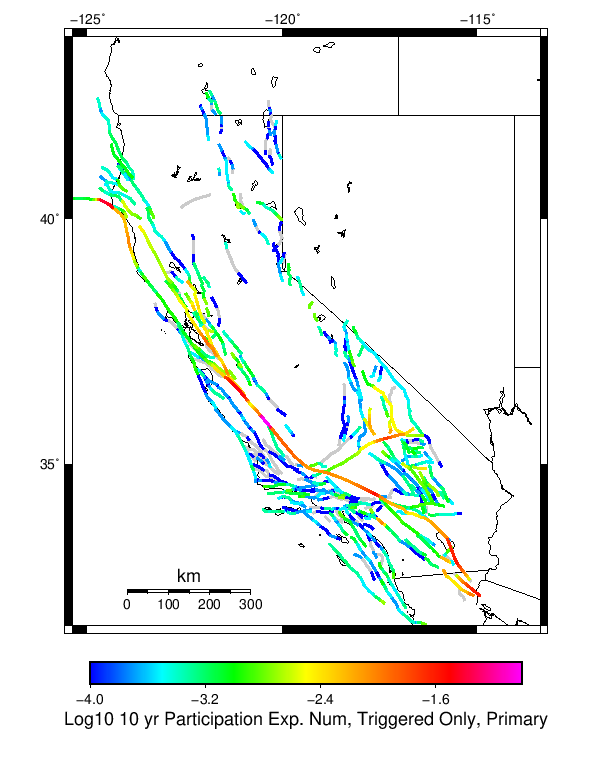 −125° −120° −115°
40°
35°
km
0 100 200 300
−4.0 −3.2 −2.4 −1.6
Log10 10 yr Participation Exp. Num, Triggered Only, Primary